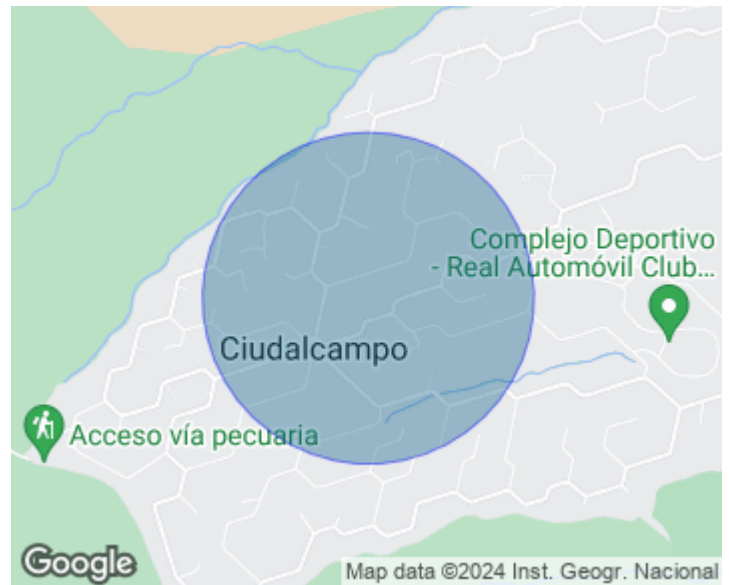 Complejo Deportivo
- Real Automóvil Club...
Ciudalcampo
Acceso vía pecuaria
Google
Map data ©2024 Inst. Geogr. Nacional